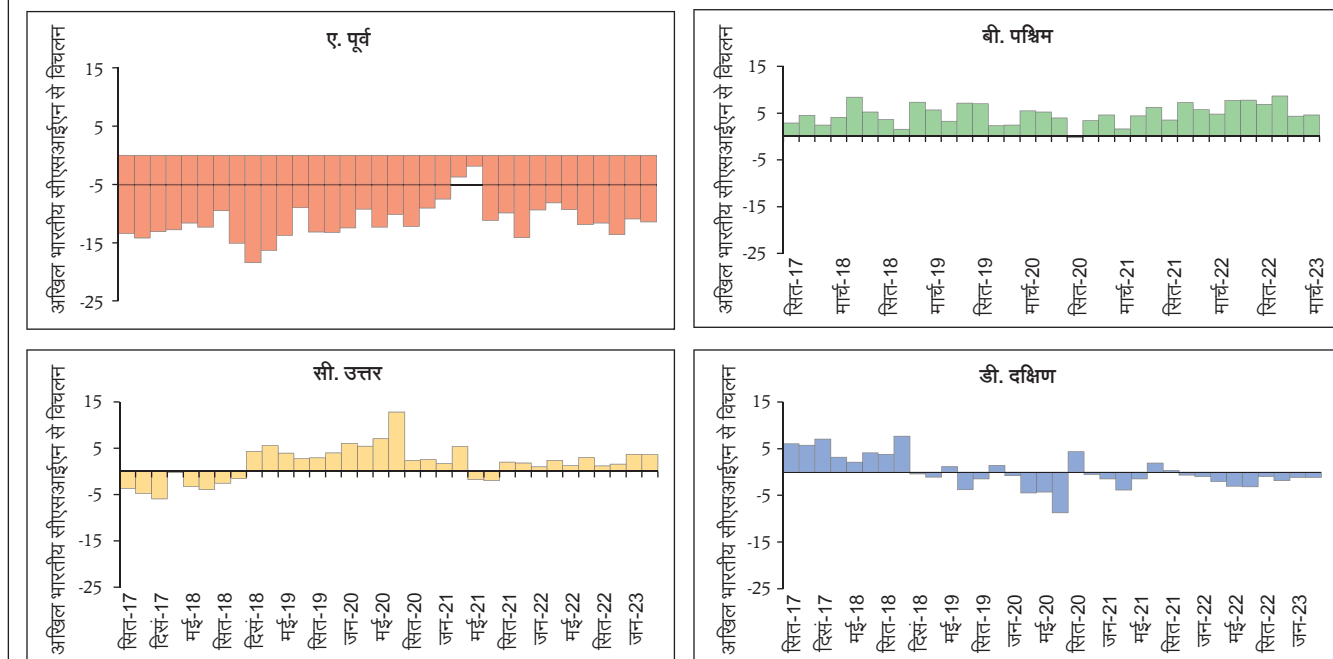 ए. पूर्व
अखिल भारतीय सीएसआईएन से विचलन
15
5
-5
-15
-25
बी. पश्चिम
अखिल भारतीय सीएसआईएन से विचलन
15
5
-5
-15
-25
सित-17
मार्च-18
सित-18
मार्च-19
सित-19
मार्च-20
सित-20
मार्च-21
सित-21
मार्च-22
सित-22
मार्च-23
सी. उत्तर
अखिल भारतीय सीएसआईएन से विचलन
15
5
-5
-15
-25
सित-17
दिसं-17
मई-18
सित-18
दिसं-18
मई-19
सित-19
जन-20
मई-20
सित-20
जन-21
मई-21
सित-21
जन-22
मई-22
सित-22
जन-23
डी. दक्षिण
अखिल भारतीय सीएसआईएन से विचलन
15
5
-5
-15
-25
सित-17
दिसं-17
मई-18
सित-18
दिसं-18
मई-19
सित-19
जन-20
मई-20
सित-20
जन-21
मई-21
सित-21
जन-22
मई-22
सित-22
जन-23